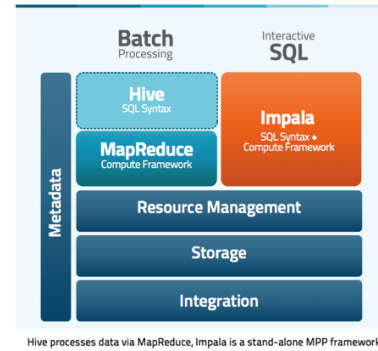 Batch
Processing
Interactive
SQL
Hive
SQL Syntax
MapReduce
Compute Framework
Impala
SQL Syntax +
Compute Framework
Metadata
Resource Management
Storage
Integration
Hive processes data via MapReduce, Impala is a stand-alone MPP framework